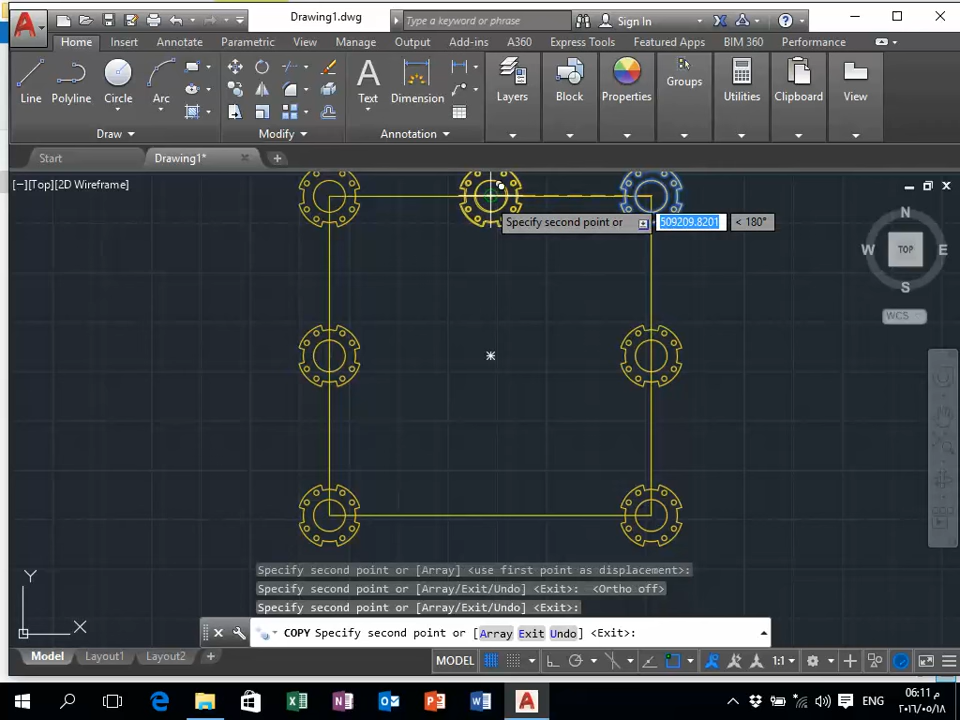 Drawing1.dwg
Type a keyword or phrase
Sign In
Home Insert Annotate Parametric View Manage Output Add-ins A360 Express Tools Featured Apps BIM 360 Performance
Line Polyline Circle Arc Text Dimension Layers Block Properties Groups Utilities Clipboard View
Draw Modify Annotation
Start Drawing1*
[−][Top][2D Wireframe]
N
W TOP E
S
WCS
Specify second point or 509209.8201 < 180°
Specify second point or [Array] <use first point as displacement>:
Specify second point or [Array/Exit/Undo] <Exit>: <Ortho off>
Specify second point or [Array/Exit/Undo] <Exit>:
Y
X
COPY Specify second point or [Array Exit Undo] <Exit>:
Model Layout1 Layout2 + MODEL 1:1
ENG
06:11 م
٢٠١٦/٠٥/١٨